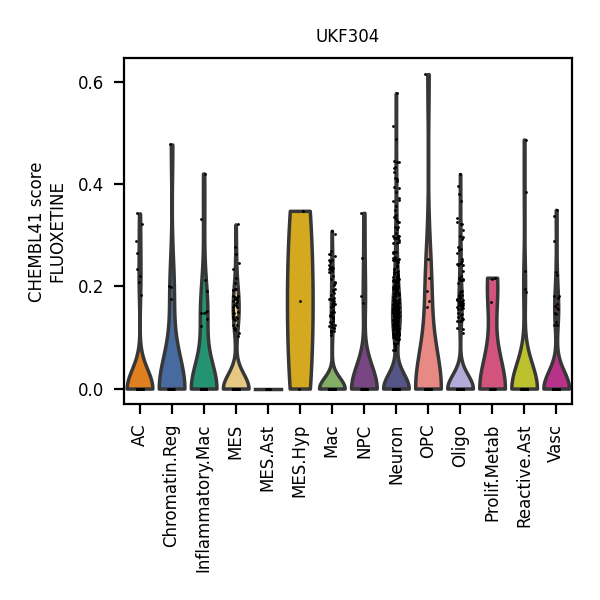 UKF304
CHEMBL41 score
FLUOXETINE
0.6
0.4
0.2
0.0
AC
Chromatin.Reg
Inflammatory.Mac
MES
MES.Ast
MES.Hyp
Mac
NPC
Neuron
OPC
Oligo
Prolif.Metab
Reactive.Ast
Vasc